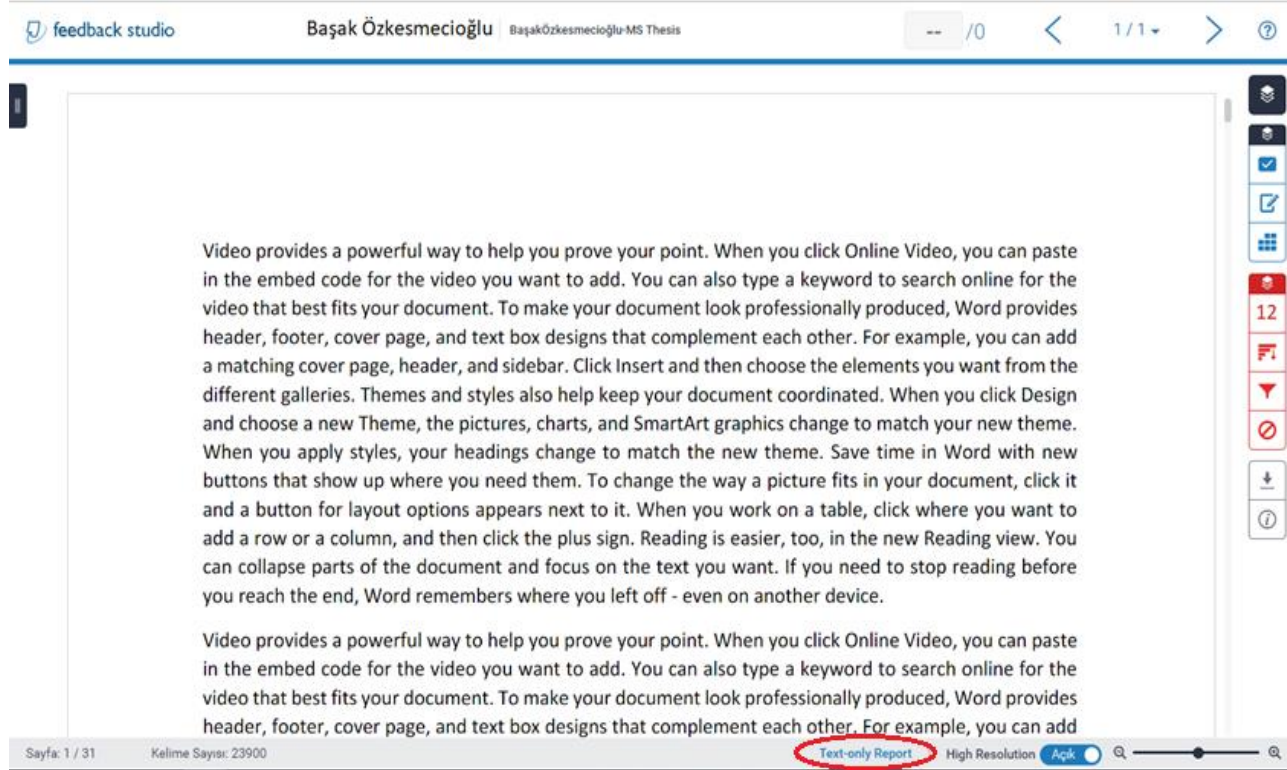 feedback studio
Başak Özkesmecioğlu
BaşakÖzkesmecioğlu-MS Thesis
-- /0
1 / 1
Video provides a powerful way to help you prove your point. When you click Online Video, you can paste
in the embed code for the video you want to add. You can also type a keyword to search online for the
video that best fits your document. To make your document look professionally produced, Word provides
header, footer, cover page, and text box designs that complement each other. For example, you can add
a matching cover page, header, and sidebar. Click Insert and then choose the elements you want from the
different galleries. Themes and styles also help keep your document coordinated. When you click Design
and choose a new Theme, the pictures, charts, and SmartArt graphics change to match your new theme.
When you apply styles, your headings change to match the new theme. Save time in Word with new
buttons that show up where you need them. To change the way a picture fits in your document, click it
and a button for layout options appears next to it. When you work on a table, click where you want to
add a row or a column, and then click the plus sign. Reading is easier, too, in the new Reading view. You
can collapse parts of the document and focus on the text you want. If you need to stop reading before
you reach the end, Word remembers where you left off - even on another device.
Video provides a powerful way to help you prove your point. When you click Online Video, you can paste
in the embed code for the video you want to add. You can also type a keyword to search online for the
video that best fits your document. To make your document look professionally produced, Word provides
header, footer, cover page, and text box designs that complement each other. For example, you can add
12
Sayfa: 1 / 31
Kelime Sayısı: 23900
Text-only Report
High Resolution
Açık